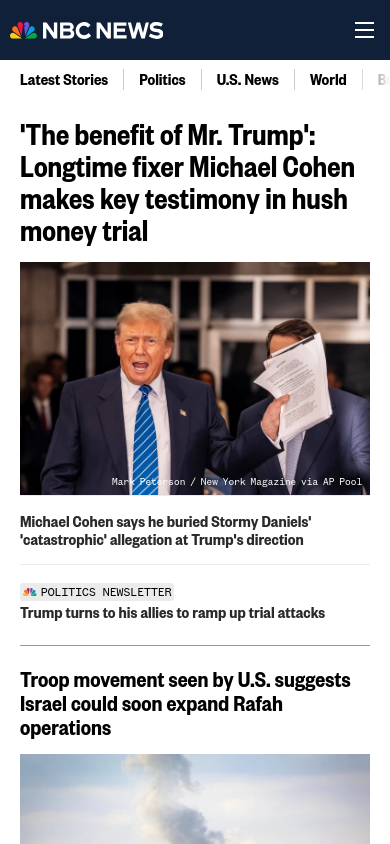 NBC NEWS
Latest Stories
Politics
U.S. News
World
'The benefit of Mr. Trump':
Longtime fixer Michael Cohen
makes key testimony in hush
money trial
Mark Peterson / New York Magazine via AP Pool
Michael Cohen says he buried Stormy Daniels'
'catastrophic' allegation at Trump's direction
POLITICS NEWSLETTER
Trump turns to his allies to ramp up trial attacks
Troop movement seen by U.S. suggests
Israel could soon expand Rafah
operations